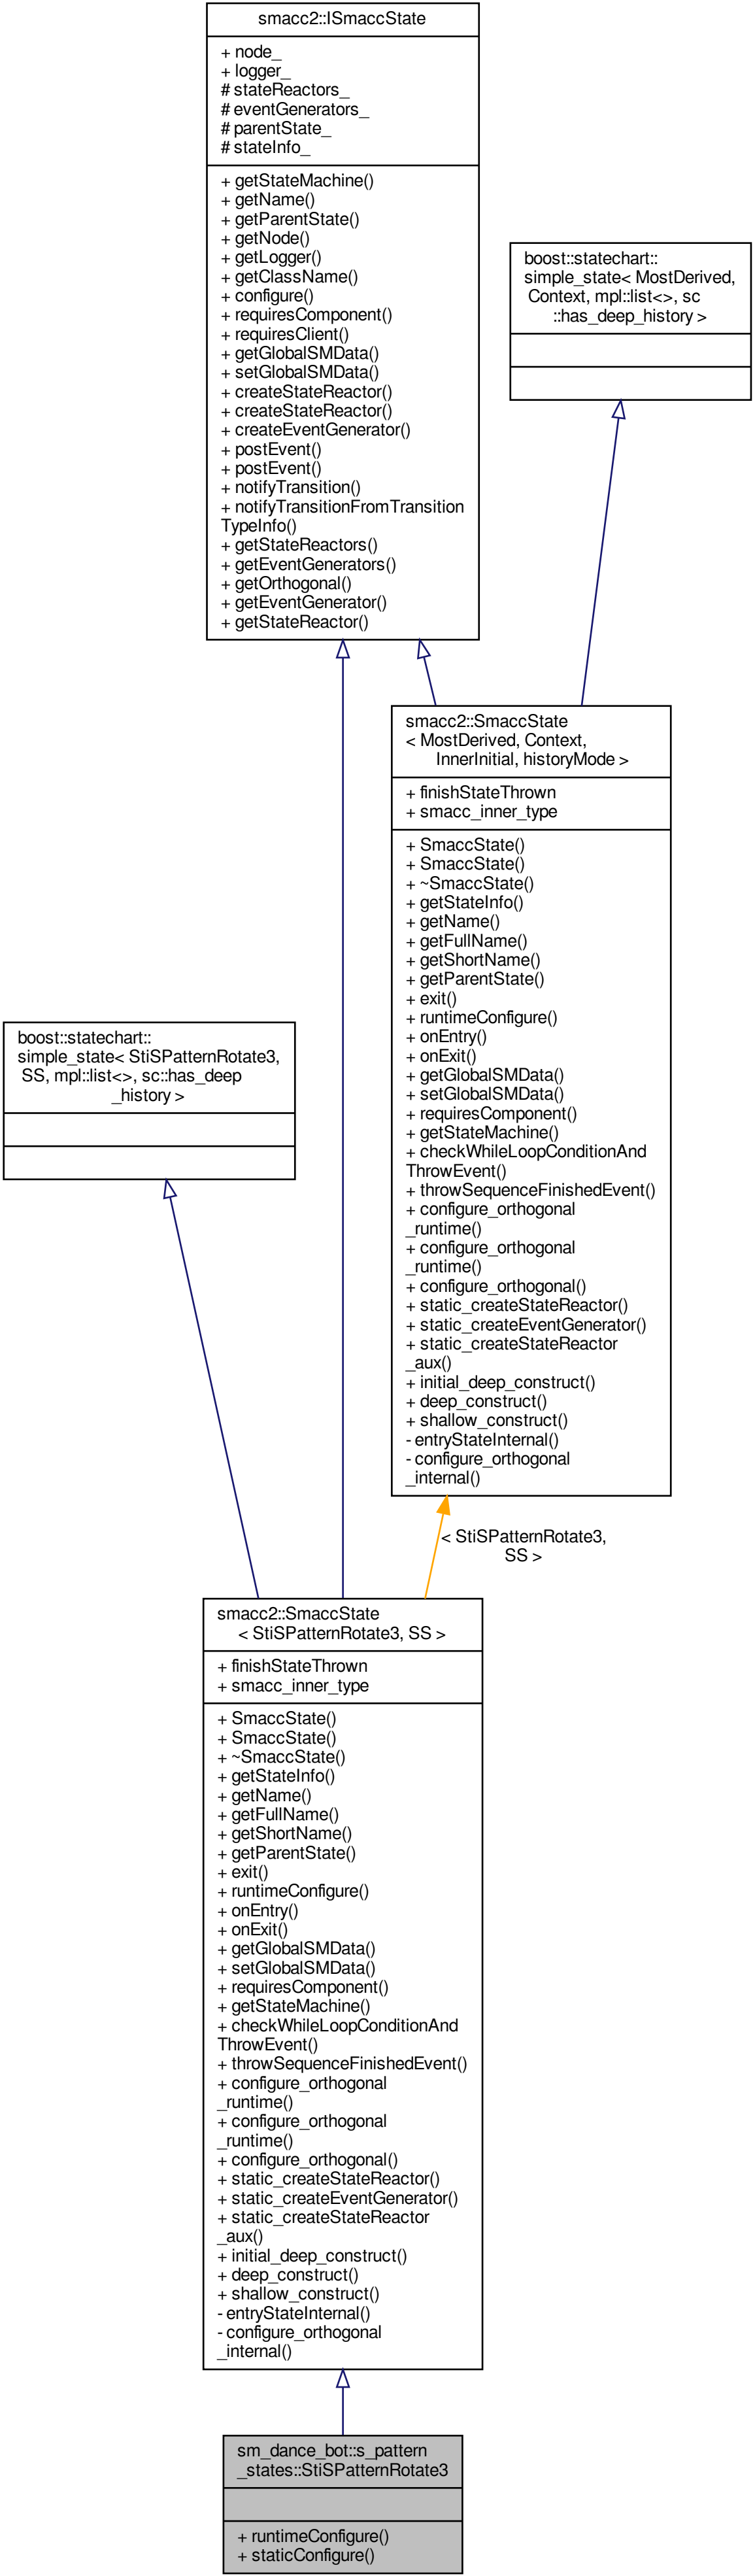 smacc2::ISmaccState
+ node_
+ logger_
# stateReactors_
# eventGenerators_
# parentState_
# stateInfo_
+ getStateMachine()
+ getName()
+ getParentState()
+ getNode()
+ getLogger()
+ getClassName()
+ configure()
+ requiresComponent()
+ requiresClient()
+ getGlobalSMData()
+ setGlobalSMData()
+ createStateReactor()
+ createStateReactor()
+ createEventGenerator()
+ postEvent()
+ postEvent()
+ notifyTransition()
+ notifyTransitionFromTransition
TypeInfo()
+ getStateReactors()
+ getEventGenerators()
+ getOrthogonal()
+ getEventGenerator()
+ getStateReactor()
boost::statechart::
simple_state< MostDerived,
Context, mpl::list<>, sc
::has_deep_history >
smacc2::SmaccState
< MostDerived, Context,
InnerInitial, historyMode >
+ finishStateThrown
+ smacc_inner_type
+ SmaccState()
+ SmaccState()
+ ~SmaccState()
+ getStateInfo()
+ getName()
+ getFullName()
+ getShortName()
+ getParentState()
+ exit()
+ runtimeConfigure()
+ onEntry()
+ onExit()
+ getGlobalSMData()
+ setGlobalSMData()
+ requiresComponent()
+ getStateMachine()
+ checkWhileLoopConditionAnd
ThrowEvent()
+ throwSequenceFinishedEvent()
+ configure_orthogonal
_runtime()
+ configure_orthogonal
_runtime()
+ configure_orthogonal()
+ static_createStateReactor()
+ static_createEventGenerator()
+ static_createStateReactor
_aux()
+ initial_deep_construct()
+ deep_construct()
+ shallow_construct()
- entryStateInternal()
- configure_orthogonal
_internal()
boost::statechart::
simple_state< StiSPatternRotate3,
SS, mpl::list<>, sc::has_deep
_history >
< StiSPatternRotate3,
SS >
smacc2::SmaccState
< StiSPatternRotate3, SS >
+ finishStateThrown
+ smacc_inner_type
+ SmaccState()
+ SmaccState()
+ ~SmaccState()
+ getStateInfo()
+ getName()
+ getFullName()
+ getShortName()
+ getParentState()
+ exit()
+ runtimeConfigure()
+ onEntry()
+ onExit()
+ getGlobalSMData()
+ setGlobalSMData()
+ requiresComponent()
+ getStateMachine()
+ checkWhileLoopConditionAnd
ThrowEvent()
+ throwSequenceFinishedEvent()
+ configure_orthogonal
_runtime()
+ configure_orthogonal
_runtime()
+ configure_orthogonal()
+ static_createStateReactor()
+ static_createEventGenerator()
+ static_createStateReactor
_aux()
+ initial_deep_construct()
+ deep_construct()
+ shallow_construct()
- entryStateInternal()
- configure_orthogonal
_internal()
sm_dance_bot::s_pattern
_states::StiSPatternRotate3
+ runtimeConfigure()
+ staticConfigure()